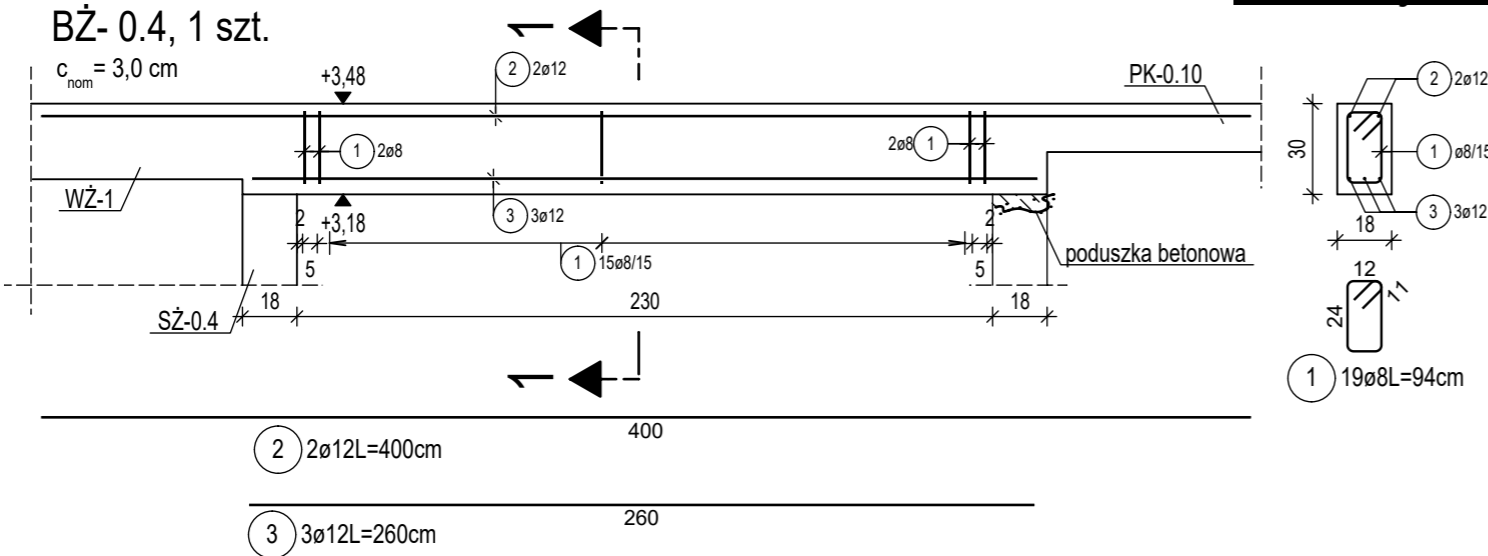 BŻ- 0.4, 1 szt.
c nom = 3,0 cm
+3,48
2 2ø12
1
PK-0.10
2 2ø12
1 2ø8
2ø8 1
30
1 ø8/15
WŻ-1
3 3ø12
3 3ø12
2
+3,18
2
18
5
1 15ø8/15
5
poduszka betonowa
12
11
24
18
230
18
SŻ-0.4
1
1 19ø8L=94cm
400
2 2ø12L=400cm
260
3 3ø12L=260cm